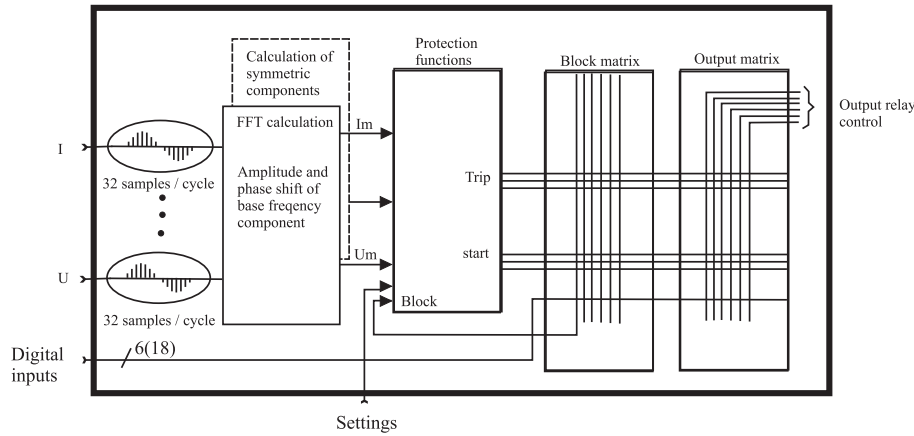 Calculation of
symmetric
components
Protection
functions
Block matrix
Output matrix
FFT calculation
Im
I
Output relay
control
32 samples / cycle
Amplitude and
phase shift of
base freqency
component
Trip
Um
start
U
Block
32 samples / cycle
6(18)
Digital
inputs
Settings